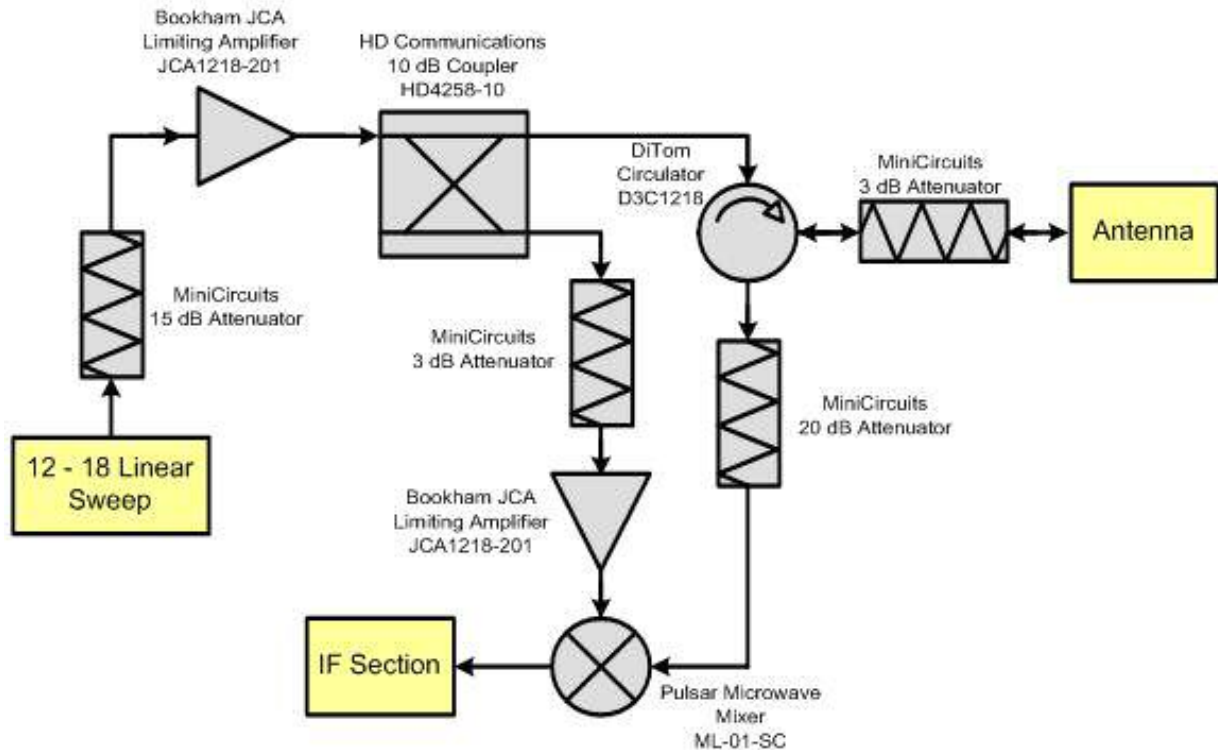 Bookham JCA
Limiting Amplifier
JCA1218-201
HD Communications
10 dB Coupler
HD4258-10
DiTom
Circulator
D3C1218
MiniCircuits
3 dB Attenuator
Antenna
MiniCircuits
15 dB Attenuator
MiniCircuits
3 dB Attenuator
MiniCircuits
20 dB Attenuator
12 - 18 Linear
Sweep
Bookham JCA
Limiting Amplifier
JCA1218-201
IF Section
Pulsar Microwave
Mixer
ML-01-SC